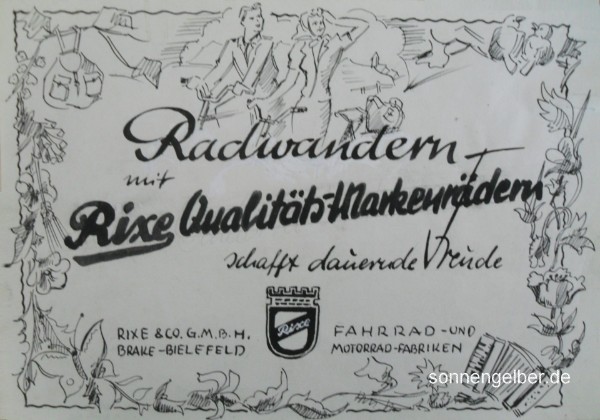 Radwandern
mit
Rixe Qualitäts-Markenrädern
schafft dauernde Freude
Rixe
RIXE & CO. G.M.B.H.
BRAKE-BIELEFELD
FAHRRAD-UND
MOTORRAD-FABRIKEN
sonnengelber.de